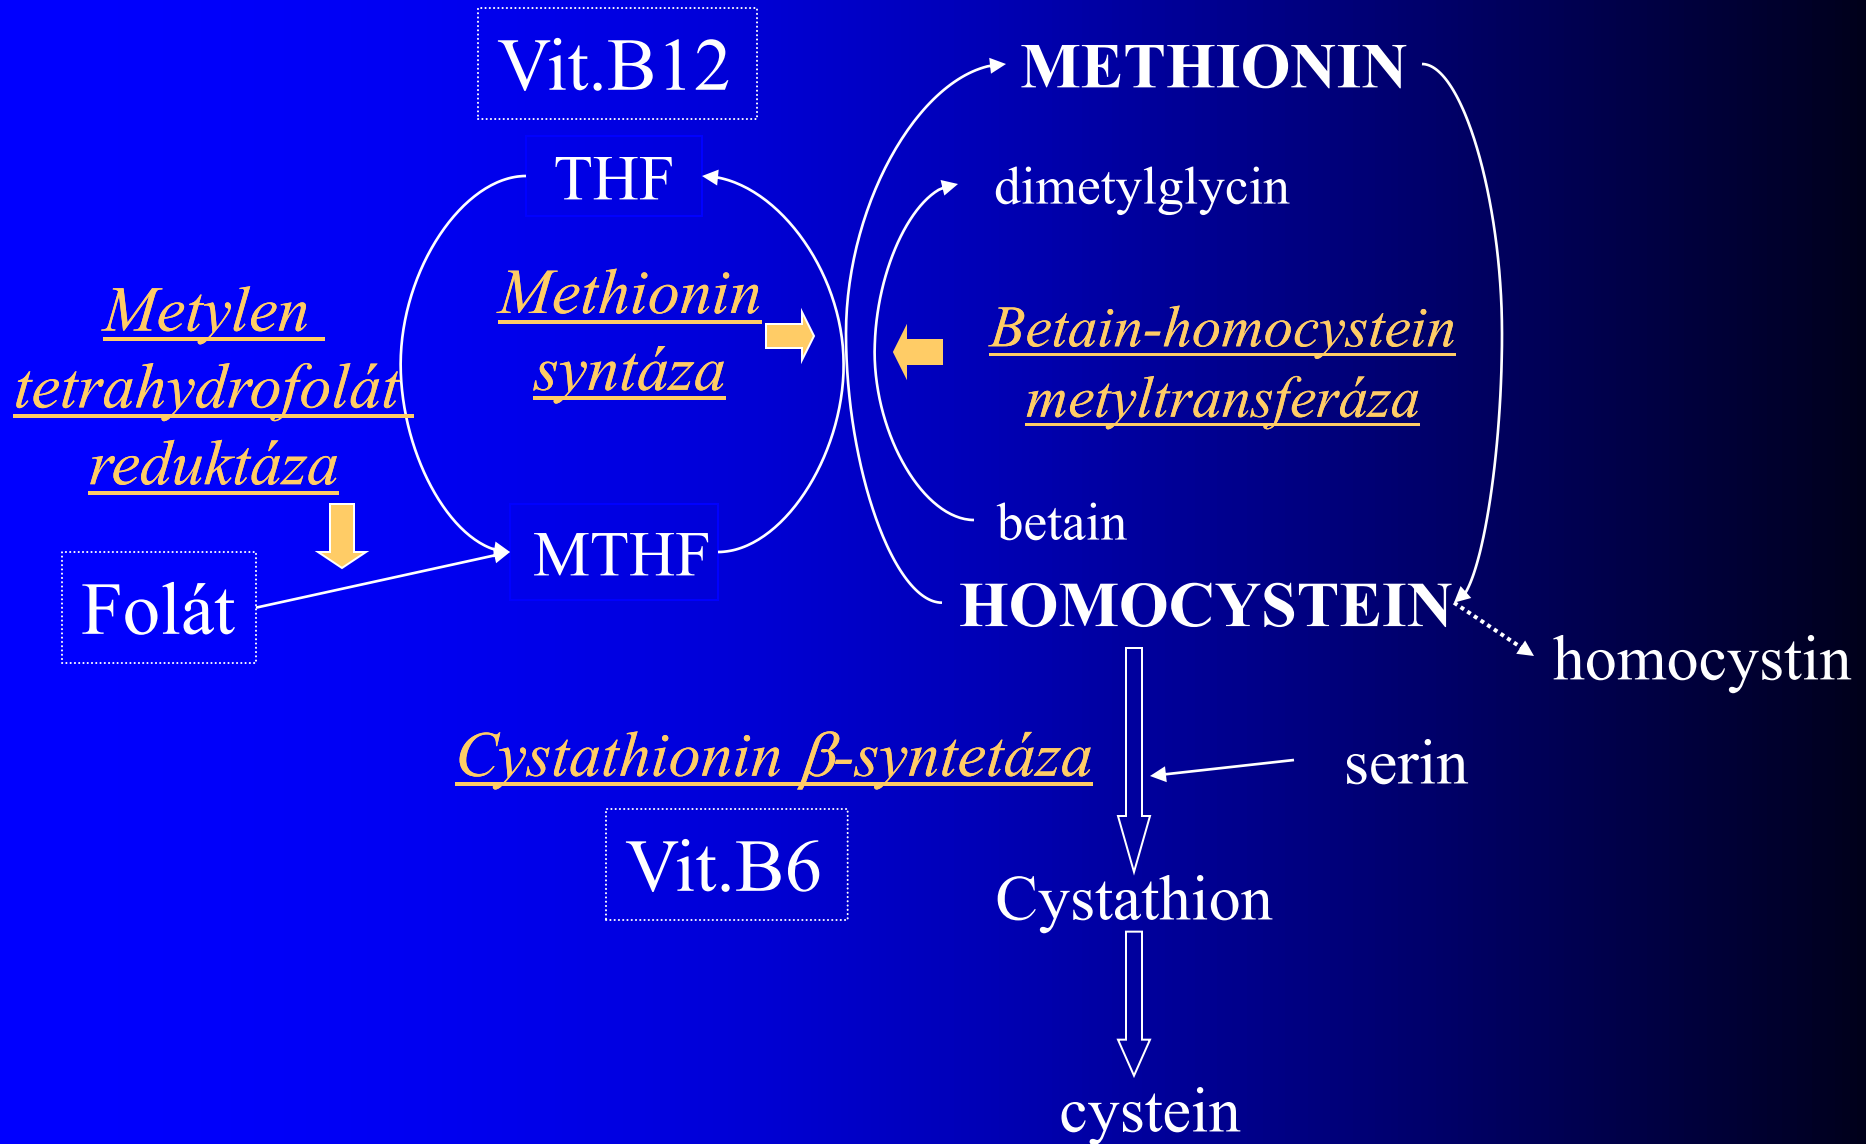 Vit.B12
METHIONIN
THF
dimetylglycin
Metylen
tetrahydrofolát
reduktáza
Methionin
syntáza
Betain-homocystein
metyltransferáza
betain
MTHF
Folát
HOMOCYSTEIN
homocystin
Cystathionin β-syntetáza
serin
Vit.B6
Cystathion
cystein